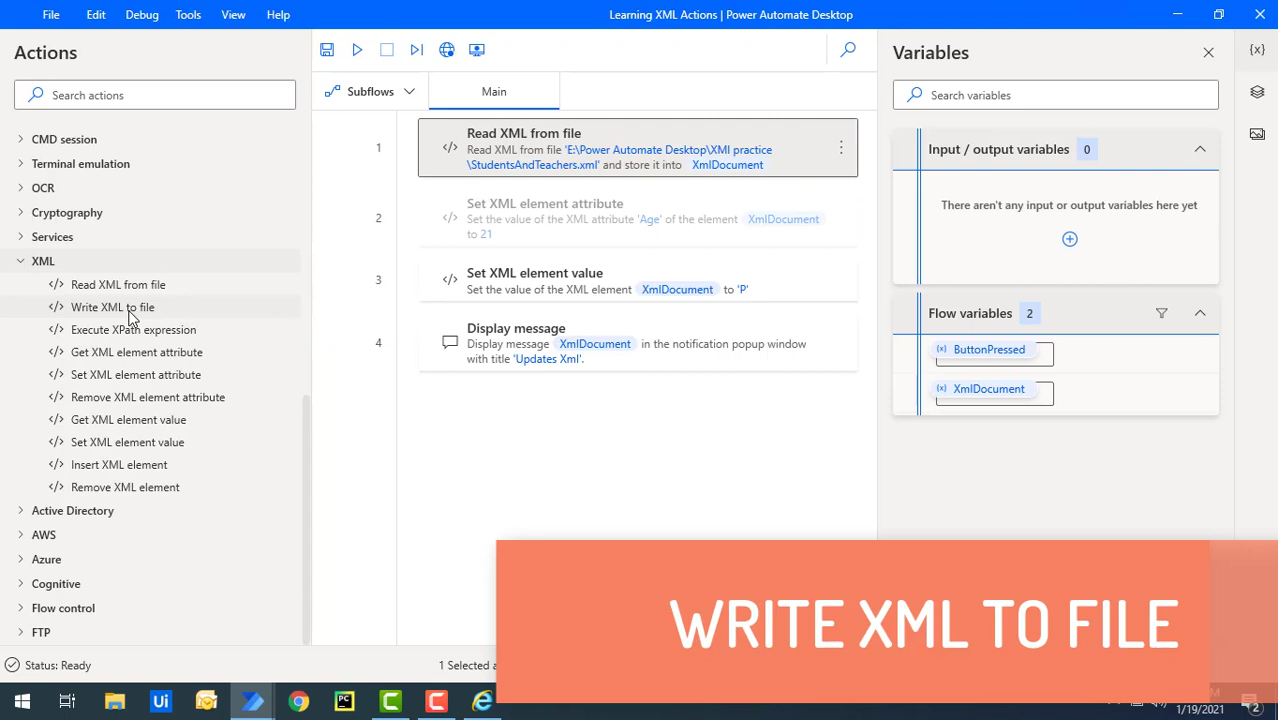 File Edit Debug Tools View Help
Learning XML Actions | Power Automate Desktop
Actions
Search actions
CMD session
Terminal emulation
OCR
Cryptography
Services
XML
Read XML from file
Write XML to file
Execute XPath expression
Get XML element attribute
Set XML element attribute
Remove XML element attribute
Get XML element value
Set XML element value
Insert XML element
Remove XML element
Active Directory
AWS
Azure
Cognitive
Flow control
FTP
Status: Ready
Subflows
Main
1
Read XML from file
Read XML from file 'E:\Power Automate Desktop\XMl practice
\StudentsAndTeachers.xml' and store it into XmlDocument
2
Set XML element attribute
Set the value of the XML attribute 'Age' of the element XmlDocument
to 21
3
Set XML element value
Set the value of the XML element XmlDocument to 'P'
4
Display message
Display message XmlDocument in the notification popup window
with title 'Updates Xml'.
1 Selected
Variables
{x}
Search variables
Input / output variables 0
There aren't any input or output variables here yet
Flow variables 2
(x) ButtonPressed
(x) XmlDocument
WRITE XML TO FILE
Ui
PC
1/19/2021
2